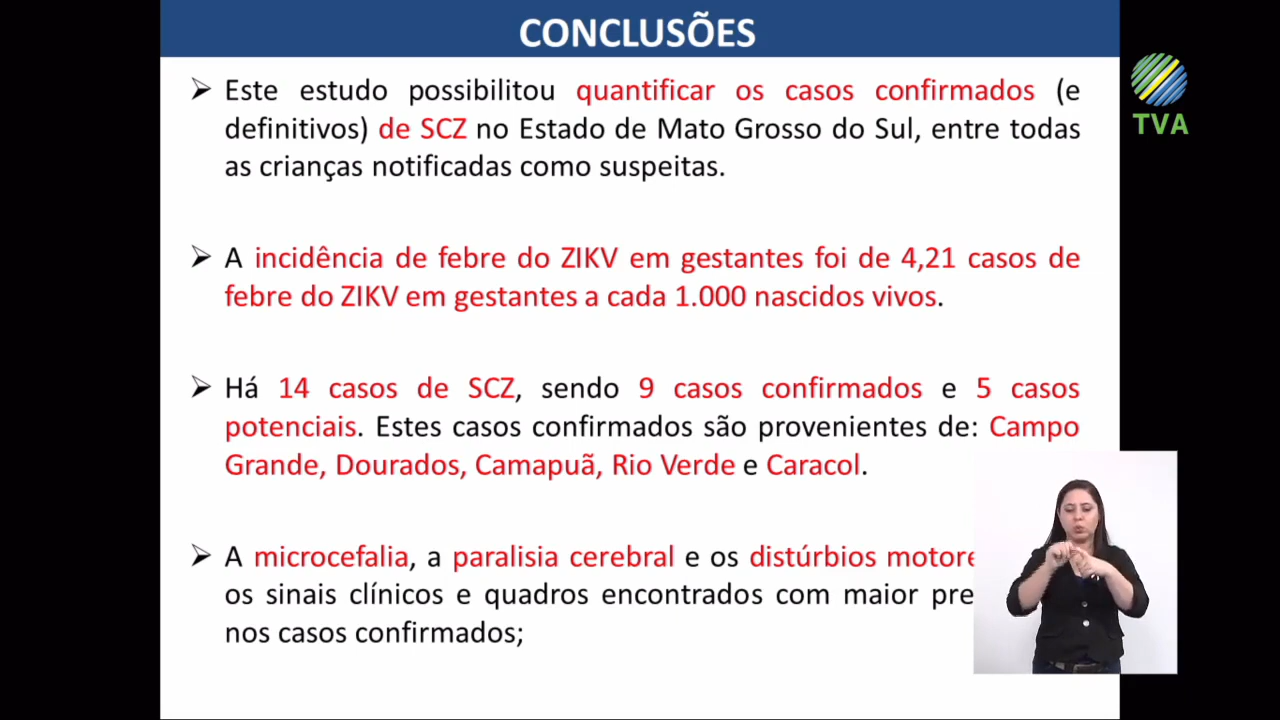 CONCLUSÕES
TVA
Este estudo possibilitou quantificar os casos confirmados (e
definitivos) de SCZ no Estado de Mato Grosso do Sul, entre todas
as crianças notificadas como suspeitas.
A incidência de febre do ZIKV em gestantes foi de 4,21 casos de
febre do ZIKV em gestantes a cada 1.000 nascidos vivos.
Há 14 casos de SCZ, sendo 9 casos confirmados e 5 casos
potenciais. Estes casos confirmados são provenientes de: Campo
Grande, Dourados, Camapuã, Rio Verde e Caracol.
A microcefalia, a paralisia cerebral e os distúrbios
os sinais clínicos e quadros encontrados com maior
nos casos confirmados;